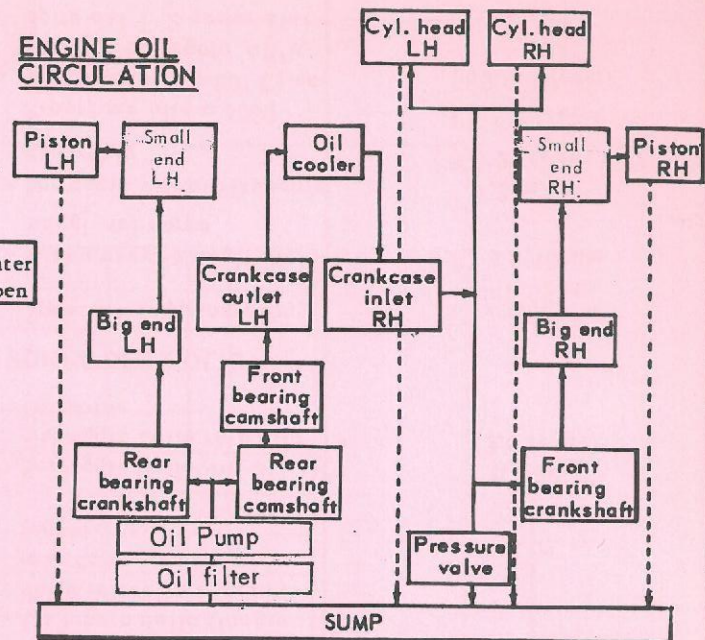 ENGINE OIL
CIRCULATION
Cyl. head
LH
Cyl. head
RH
Piston
LH
Small
end
LH
Oil
cooler
Small
end
RH
Piston
RH
Crankcase
outlet
LH
Crankcase
inlet
RH
Big end
LH
Big end
RH
Front
bearing
camshaft
Rear
bearing
crankshaft
Rear
bearing
camshaft
Front
bearing
crankshaft
Oil Pump
Oil filter
Pressure
valve
SUMP